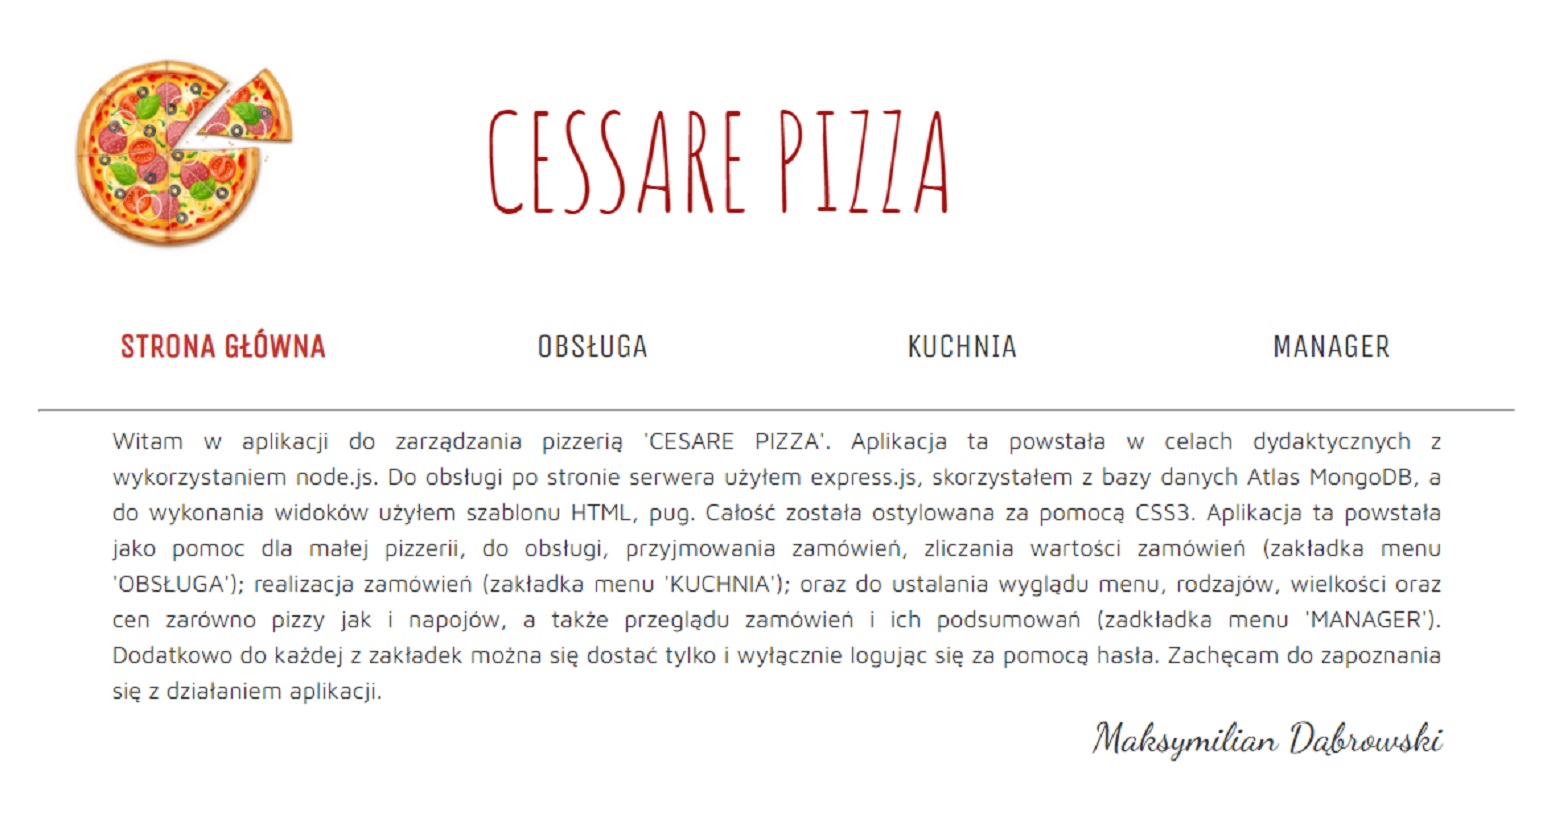 CESSARE PIZZA
STRONA GŁÓWNA OBSŁUGA KUCHNIA MANAGER
Witam w aplikacji do zarządzania pizzerią 'CESARE PIZZA'. Aplikacja ta powstała w celach dydaktycznych z
wykorzystaniem node.js. Do obsługi po stronie serwera użyłem express.js, skorzystałem z bazy danych Atlas MongoDB, a
do wykonania widoków użyłem szablonu HTML, pug. Całość została ostylowana za pomocą CSS3. Aplikacja ta powstała
jako pomoc dla małej pizzerii, do obsługi, przyjmowania zamówień, zliczania wartości zamówień (zakładka menu
'OBSŁUGA'); realizacja zamówień (zakładka menu 'KUCHNIA'); oraz do ustalania wyglądu menu, rodzajów, wielkości oraz
cen zarówno pizzy jak i napojów, a także przeglądu zamówień i ich podsumowań (zadkładka menu 'MANAGER').
Dodatkowo do każdej z zakładek można się dostać tylko i wyłącznie logując się za pomocą hasła. Zachęcam do zapoznania
się z działaniem aplikacji.
Maksymilian Dąbrowski